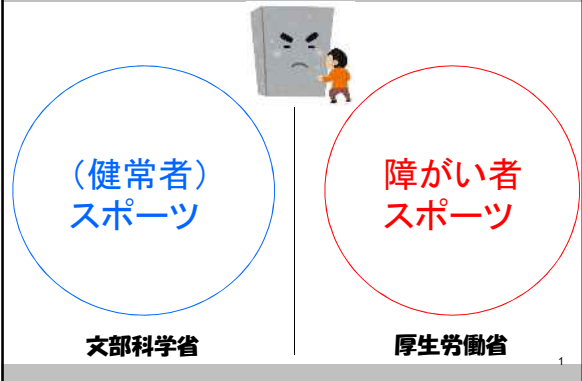 （健常者）
スポーツ
障がい者
スポーツ
文部科学省
厚生労働省
1